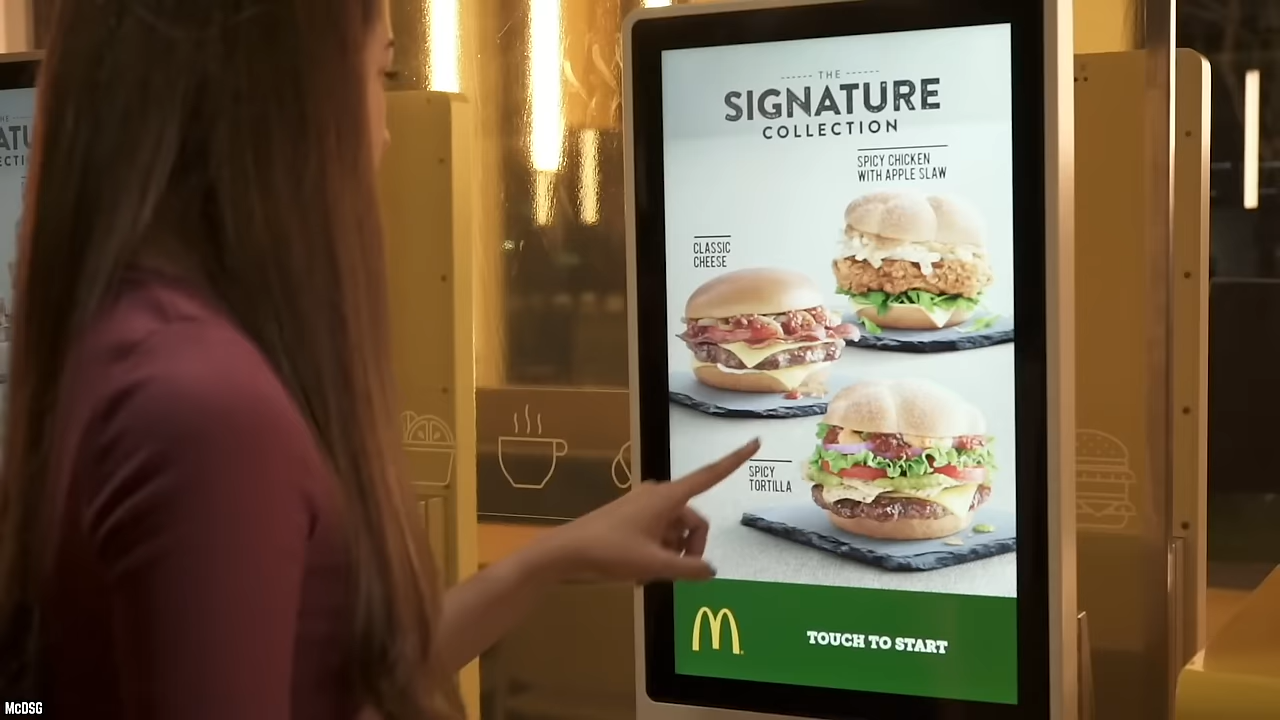 THE
SIGNATURE
COLLECTION
SPICY CHICKEN
WITH APPLE SLAW
CLASSIC
CHEESE
SPICY
TORTILLA
TOUCH TO START
McDSG